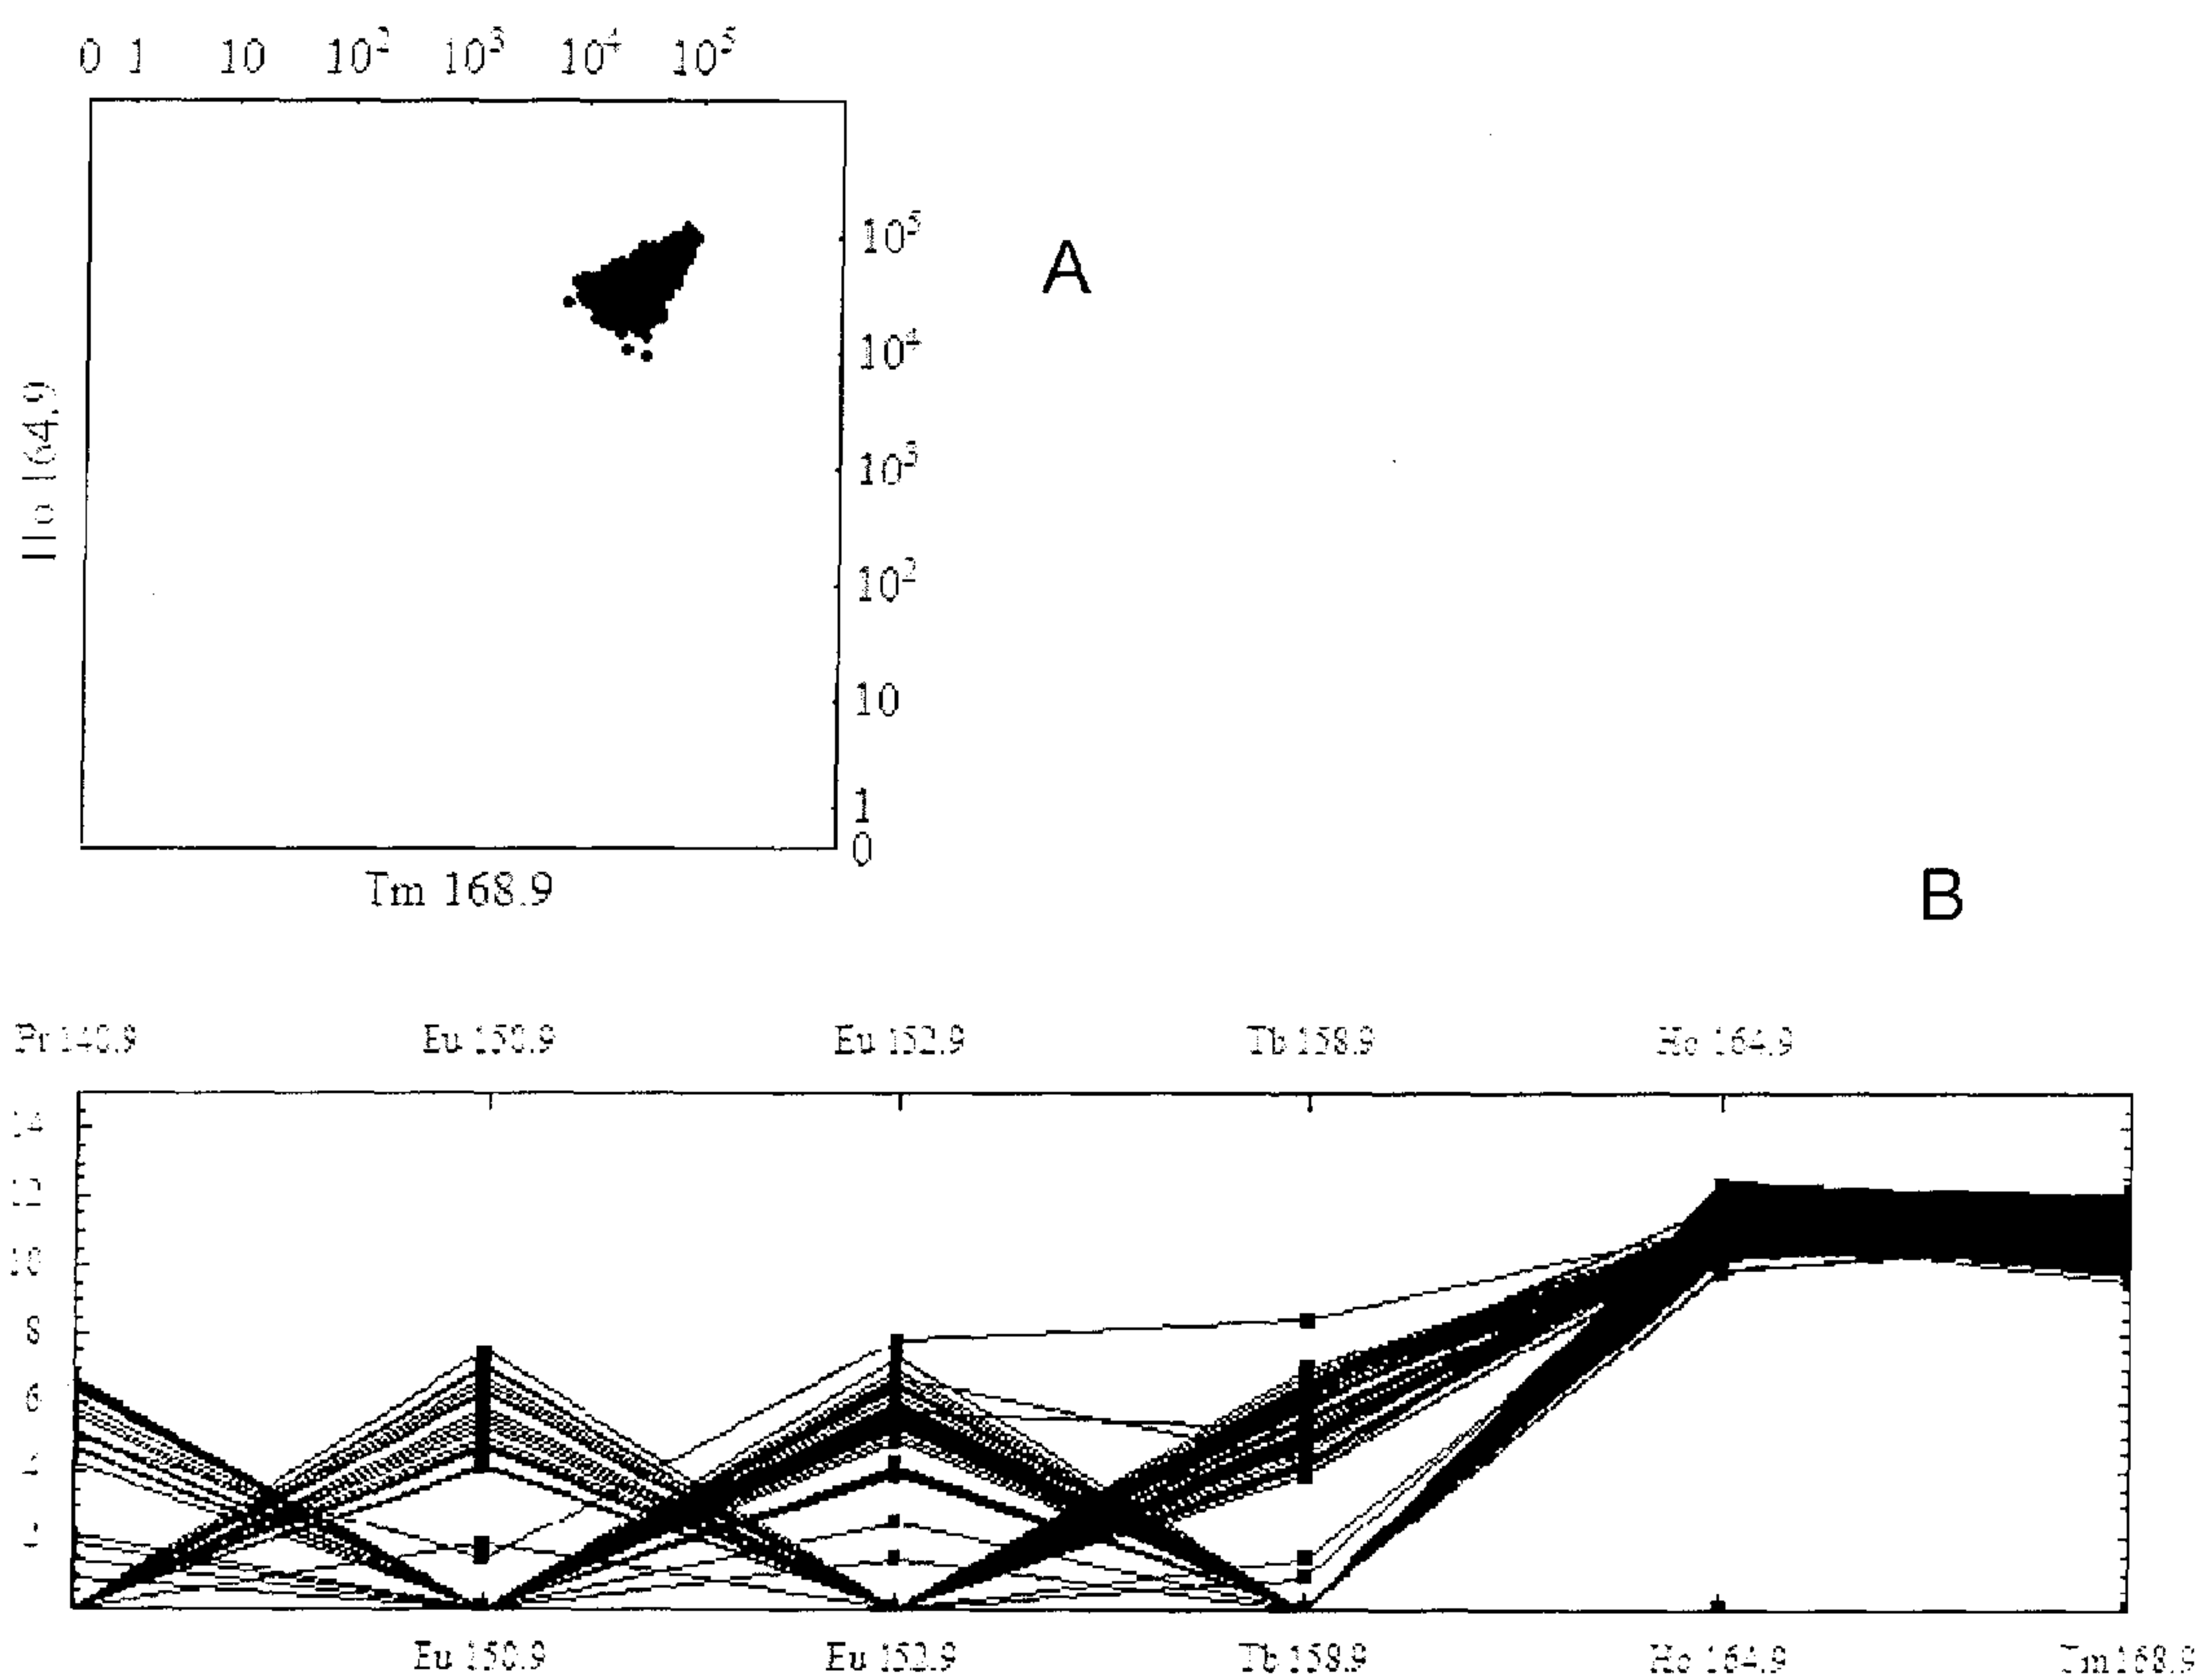 0 1 10 10² 10³ 10⁴ 10⁵
Ho 164.9
10⁵
A
10⁴
10³
10²
10
1
0
Tm 168.9
B
Pr 140.9 Eu 150.9 Eu 152.9 Tb 158.9 Ho 164.9
8
6
Eu 150.9 Eu 152.9 Tb 158.9 Ho 164.9 Tm 168.9